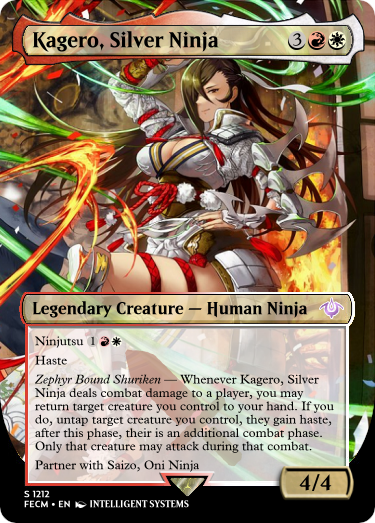 Kagero, Silver Ninja 3
Legendary Creature — Human Ninja
Ninjutsu 1
Haste
Zephyr Bound Shuriken — Whenever Kagero, Silver
Ninja deals combat damage to a player, you may
return target creature you control to your hand. If you
do, untap target creature you control, they gain haste,
after this phase, their is an additional combat phase.
Only that creature may attack during that combat.
Partner with Saizo, Oni Ninja
4/4
S 1212
FECM • EN INTELLIGENT SYSTEMS